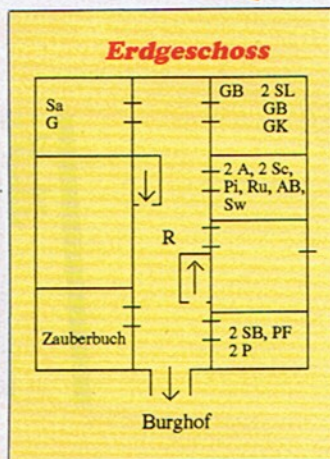 Erdgeschoss
Sa
G
GB 2 SL
GB
GK
2 A, 2 Sc,
Pi, Ru, AB,
Sw
R
Zauberbuch
2 SB, PF
2 P
Burghof